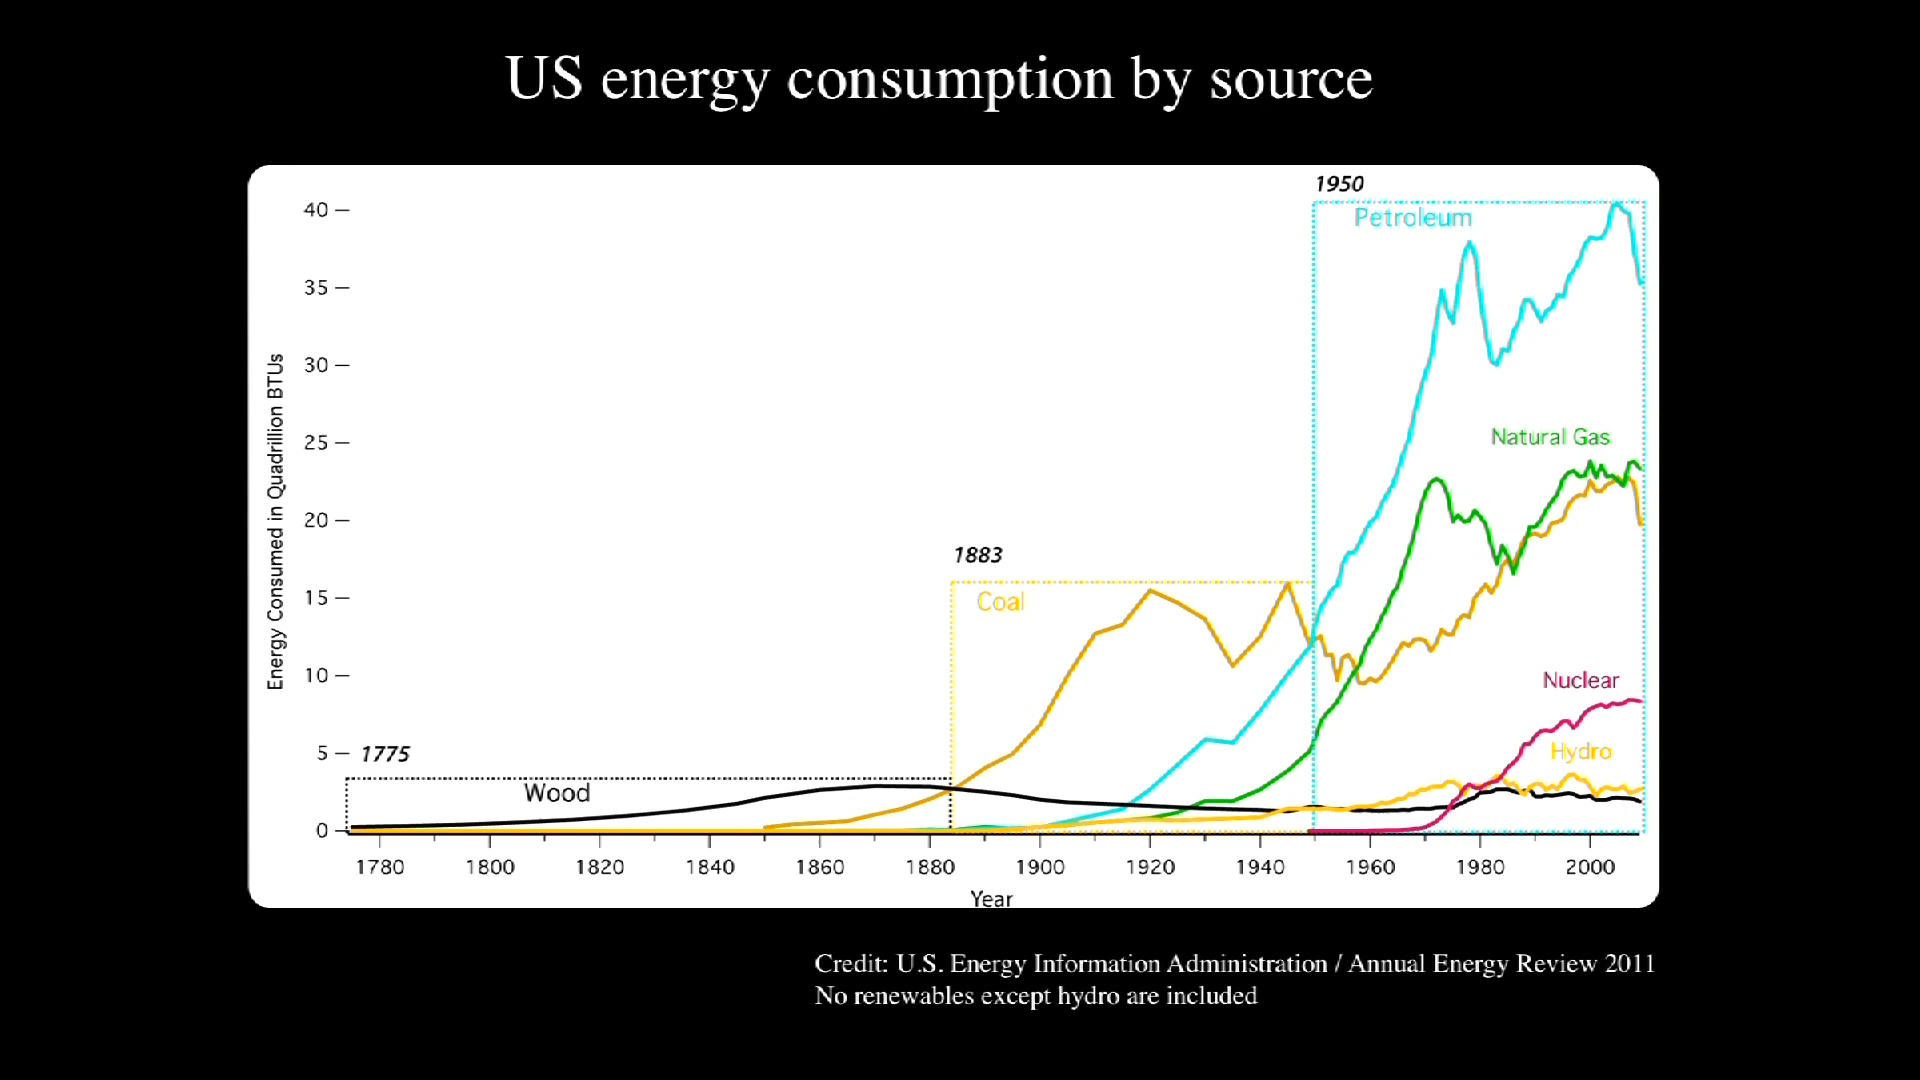 US energy consumption by source
1950
Petroleum
40
35
30
25
20
15
10
5
0
Energy Consumed in Quadrillion BTUs
Natural Gas
1883
Coal
Nuclear
Hydro
1775
Wood
1780 1800 1820 1840 1860 1880 1900 1920 1940 1960 1980 2000
Year
Credit: U.S. Energy Information Administration / Annual Energy Review 2011
No renewables except hydro are included